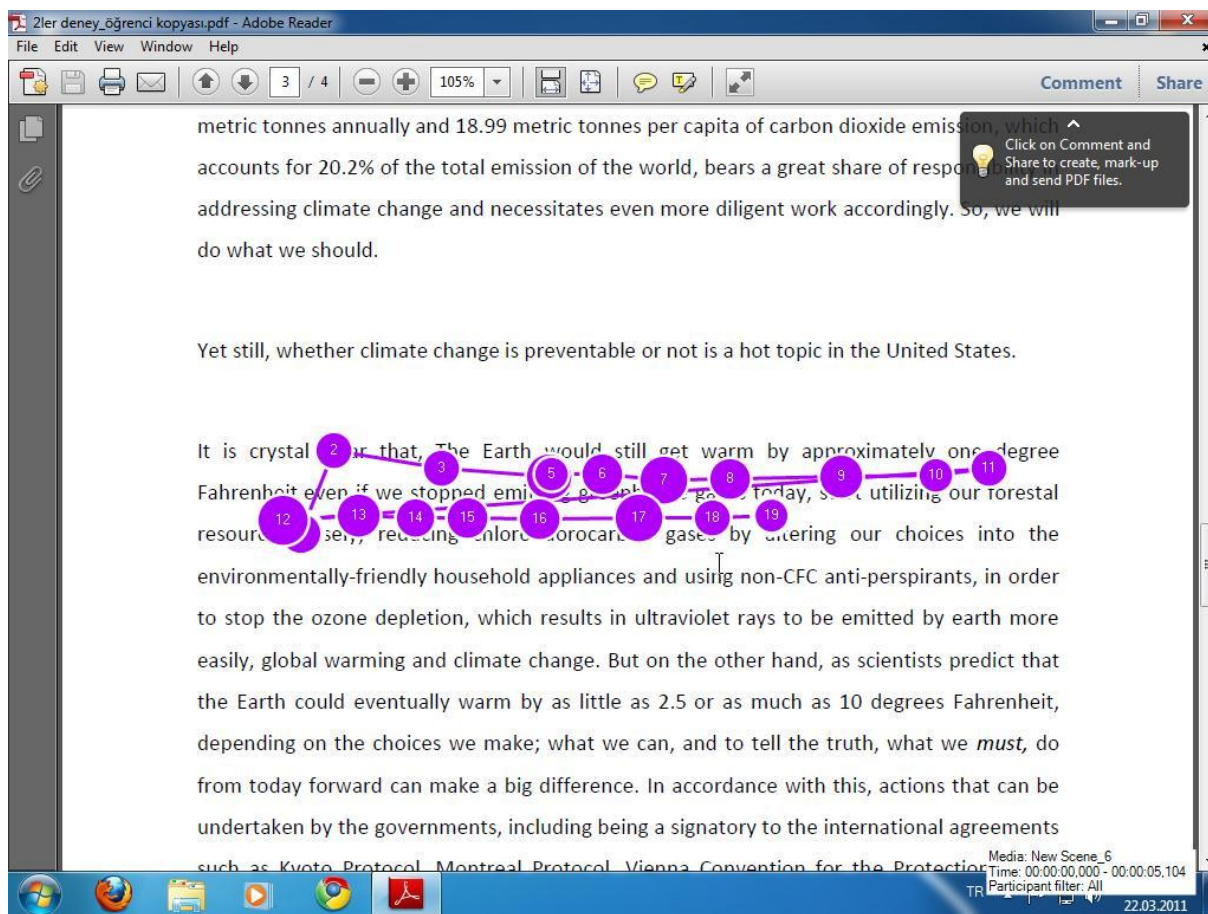 2ler deney_öğrenci kopyası.pdf - Adobe Reader
File Edit View Window Help
3 / 4 105% Comment Share
metric tonnes annually and 18.99 metric tonnes per capita of carbon dioxide emission, which
accounts for 20.2% of the total emission of the world, bears a great share of responsibility in
addressing climate change and necessitates even more diligent work accordingly. So, we will
do what we should.
Click on Comment and
Share to create, mark-up
and send PDF files.
Yet still, whether climate change is preventable or not is a hot topic in the United States.
It is crystal that, The Earth would still get warm by approximately one degree
Fahrenheit even if we stopped emitting greenhouse gases today, start utilizing our forestal
resources wisely, reducing chlorofluorocarbon gases by altering our choices into the
environmentally-friendly household appliances and using non-CFC anti-perspirants, in order
to stop the ozone depletion, which results in ultraviolet rays to be emitted by earth more
easily, global warming and climate change. But on the other hand, as scientists predict that
the Earth could eventually warm by as little as 2.5 or as much as 10 degrees Fahrenheit,
depending on the choices we make; what we can, and to tell the truth, what we must, do
from today forward can make a big difference. In accordance with this, actions that can be
undertaken by the governments, including being a signatory to the international agreements
such as Kyoto Protocol, Montreal Protocol, Vienna Convention for the Protection
2 3 5 6 7 8 9 10 11
12 13 14 15 16 17 18 19
Media: New Scene_6
Time: 00:00:00,000 - 00:00:05,104
Participant filter: All
TR
22.03.2011